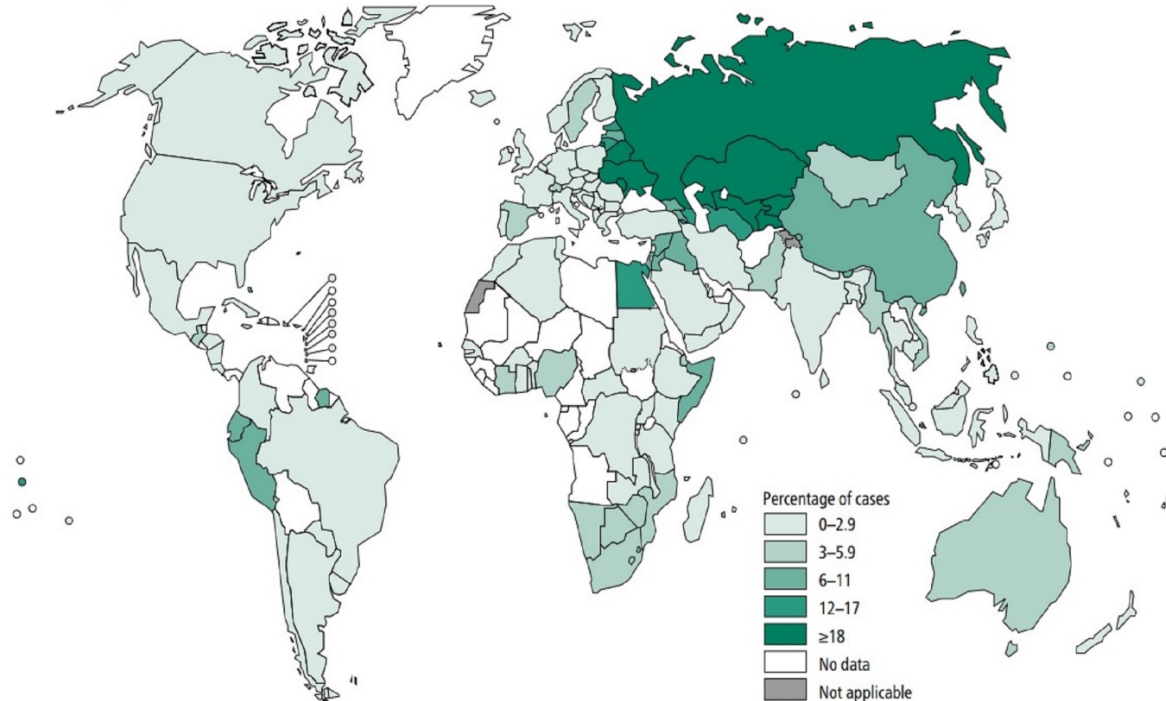 Percentage of cases
0–2.9
3–5.9
6–11
12–17
≥18
No data
Not applicable